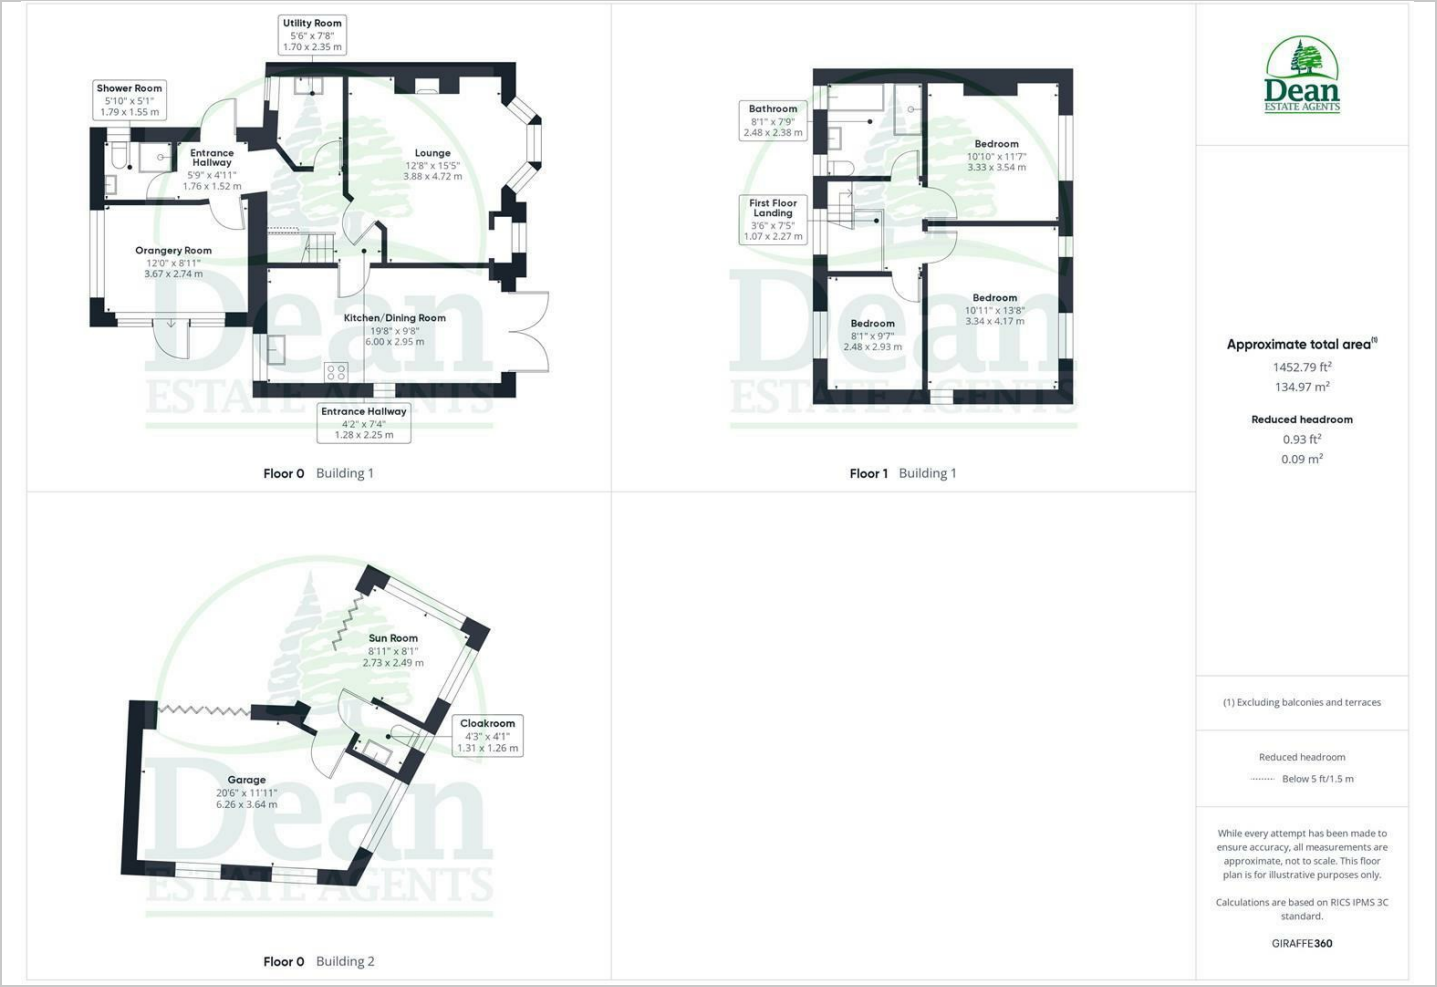 Utility Room
5'6" x 7'8"
1.70 x 2.35 m
Shower Room
5'10" x 5'1"
1.79 x 1.55 m
Entrance
Hallway
5'9" x 4'11"
1.76 x 1.52 m
Lounge
12'8" x 15'5"
3.88 x 4.72 m
Orangery Room
12'0" x 8'11"
3.67 x 2.74 m
Kitchen/Dining Room
19'8" x 9'8"
6.00 x 2.95 m
Entrance Hallway
4'2" x 7'4"
1.28 x 2.25 m
Dean
ESTATE AGENTS
Floor 0 Building 1
Bathroom
8'1" x 7'9"
2.48 x 2.38 m
Bedroom
10'10" x 11'7"
3.33 x 3.54 m
First Floor
Landing
3'6" x 7'5"
1.07 x 2.27 m
Bedroom
10'11" x 13'8"
3.34 x 4.17 m
Bedroom
8'1" x 9'7"
2.48 x 2.93 m
Dean
ESTATE AGENTS
Floor 1 Building 1
Sun Room
8'11" x 8'1"
2.73 x 2.49 m
Cloakroom
4'3" x 4'1"
1.31 x 1.26 m
Garage
20'6" x 11'11"
6.26 x 3.64 m
Dean
ESTATE AGENTS
Floor 0 Building 2
Dean
ESTATE AGENTS
Approximate total area(1)
1452.79 ft²
134.97 m²
Reduced headroom
0.93 ft²
0.09 m²
(1) Excluding balconies and terraces
Reduced headroom
Below 5 ft/1.5 m
While every attempt has been made to
ensure accuracy, all measurements are
approximate, not to scale. This floor
plan is for illustrative purposes only.
Calculations are based on RICS IPMS 3C
standard.
GIRAFFE360